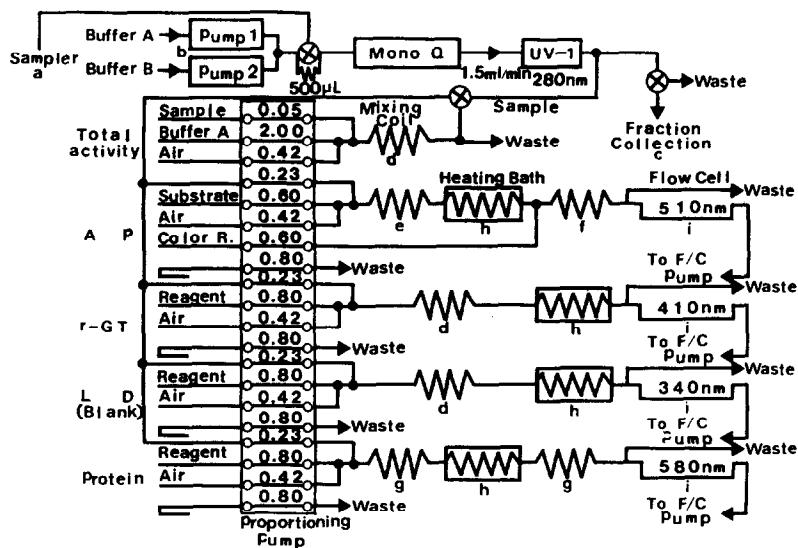 Buffer A
Pump 1
b
Sampler
a
Buffer B
Pump 2
500µL
Mono Q
1.5ml/min
UV-1
280nm
Waste
Fraction
Collection
c
Sample
Total
activity
Sample 0.05
Buffer A 2.00
Air 0.42
Mixing
Coil
d
Waste
0.23
A P
Substrate 0.60
Air 0.42
Color R. 0.60
e
Heating Bath
h
f
Flow Cell
510nm
i
Waste
0.80
Waste
To F/C
Pump
0.23
r-GT
Reagent 0.80
Air 0.42
d
h
410nm
i
Waste
0.80
Waste
To F/C
Pump
0.23
L D
(Blank)
Reagent 0.80
Air 0.42
d
h
340nm
i
Waste
0.80
Waste
To F/C
Pump
0.23
Protein
Reagent 0.80
Air 0.42
g
h
g
580nm
i
Waste
0.80
Waste
To F/C
Pump
Proportioning
Pump